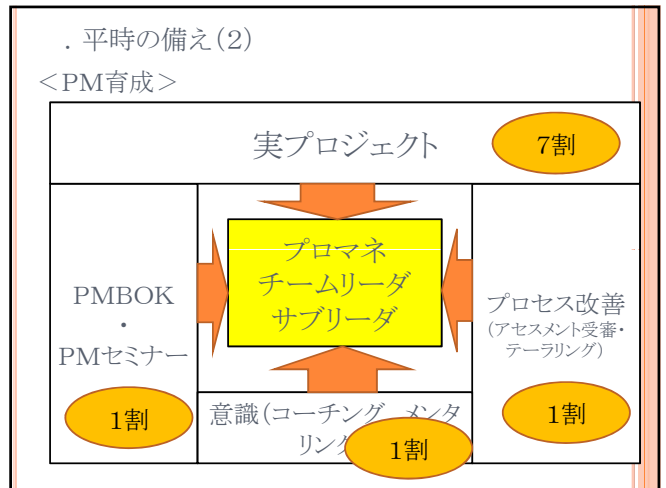 ．平時の備え（2）
＜PM育成＞
実プロジェクト
7割
プロマネ
チームリーダ
サブリーダ
PMBOK
・
PMセミナー
1割
プロセス改善
（アセスメント受審・
テーラリング）
1割
意識（コーチング、メンタ
リン
1割